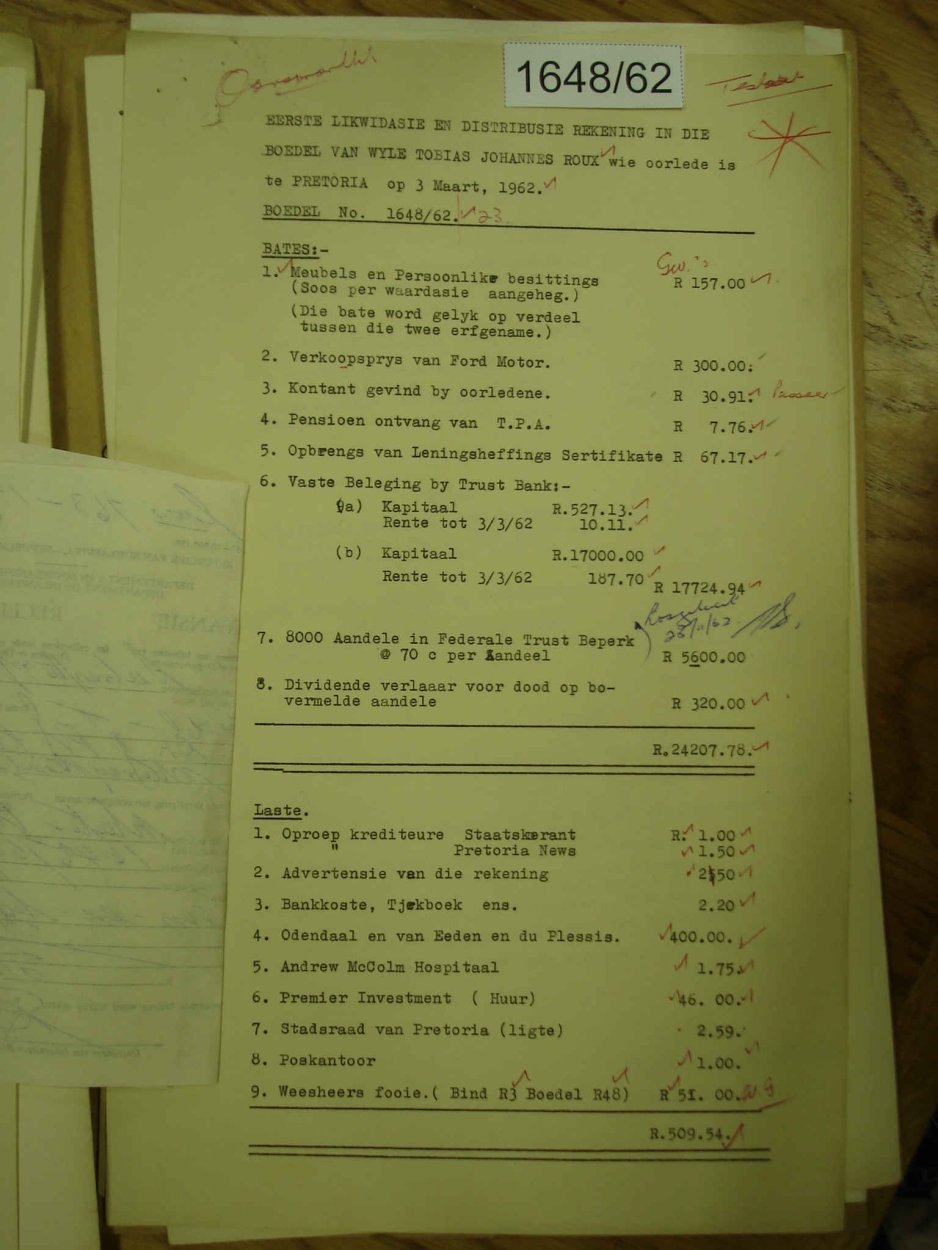 1648/62
EERSTE LIKWIDASIE EN DISTRIBUSIE REKENING IN DIE
BOEDEL VAN WYLE TOBIAS JOHANNES ROUX wie oorlede is
te PRETORIA op 3 Maart, 1962.
BOEDEL No. 1648/62. 23
BATES:-
1. Meubels en Persoonlike besittings R 157.00
(Soos per waardasie aangeheg.)
(Die bate word gelyk op verdeel
tussen die twee erfgename.)
2. Verkoopsprys van Ford Motor. R 300.00.
3. Kontant gevind by oorledene. R 30.91.
4. Pensioen ontvang van T.P.A. R 7.76.
5. Opbrengs van Leningsheffings Sertifikate R 67.17.
6. Vaste Beleging by Trust Bank:-
(a) Kapitaal R.527.13.
Rente tot 3/3/62 10.11.
(b) Kapitaal R.17000.00
Rente tot 3/3/62 187.70 R 17724.94
7. 8000 Aandele in Federale Trust Beperk
@ 70 c per Aandeel R 5600.00
8. Dividende verlaaar voor dood op bo-
vermelde aandele R 320.00
R.24207.78.
Laste.
1. Oproep krediteure Staatskerant R. 1.00
" Pretoria News 1.50
2. Advertensie van die rekening 2.50
3. Bankkoste, Tjekboek ens. 2.20
4. Odendaal en van Eeden en du Plessis. 400.00.
5. Andrew McColm Hospitaal 1.75.
6. Premier Investment ( Huur) 46. 00.
7. Stadsraad van Pretoria (ligte) 2.59.
8. Poskantoor 1.00.
9. Weesheers fooie.( Bind R3 Boedel R48) R 51. 00.
R.509.54.